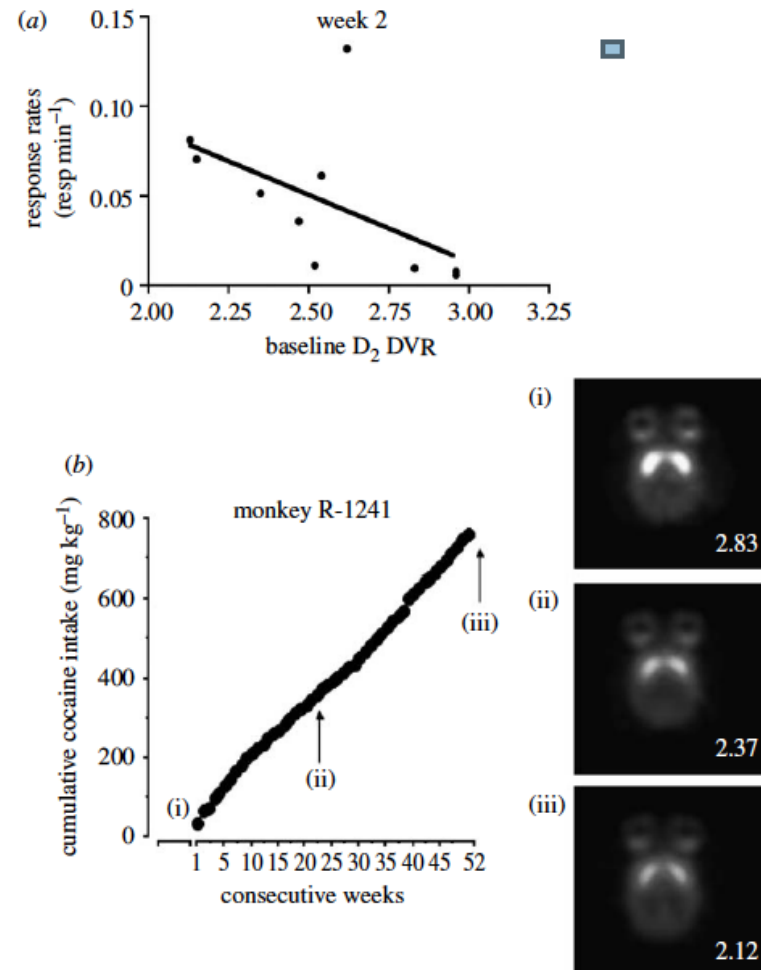 (a)
week 2
0.15
0.10
0.05
0
response rates
(resp min⁻¹)
2.00 2.25 2.50 2.75 3.00 3.25
baseline D₂ DVR
(b)
monkey R-1241
800
600
400
200
0
cumulative cocaine intake (mg kg⁻¹)
(i)
(ii)
(iii)
1 5 10 15 20 25 30 35 40 45 52
consecutive weeks
(i)
2.83
(ii)
2.37
(iii)
2.12